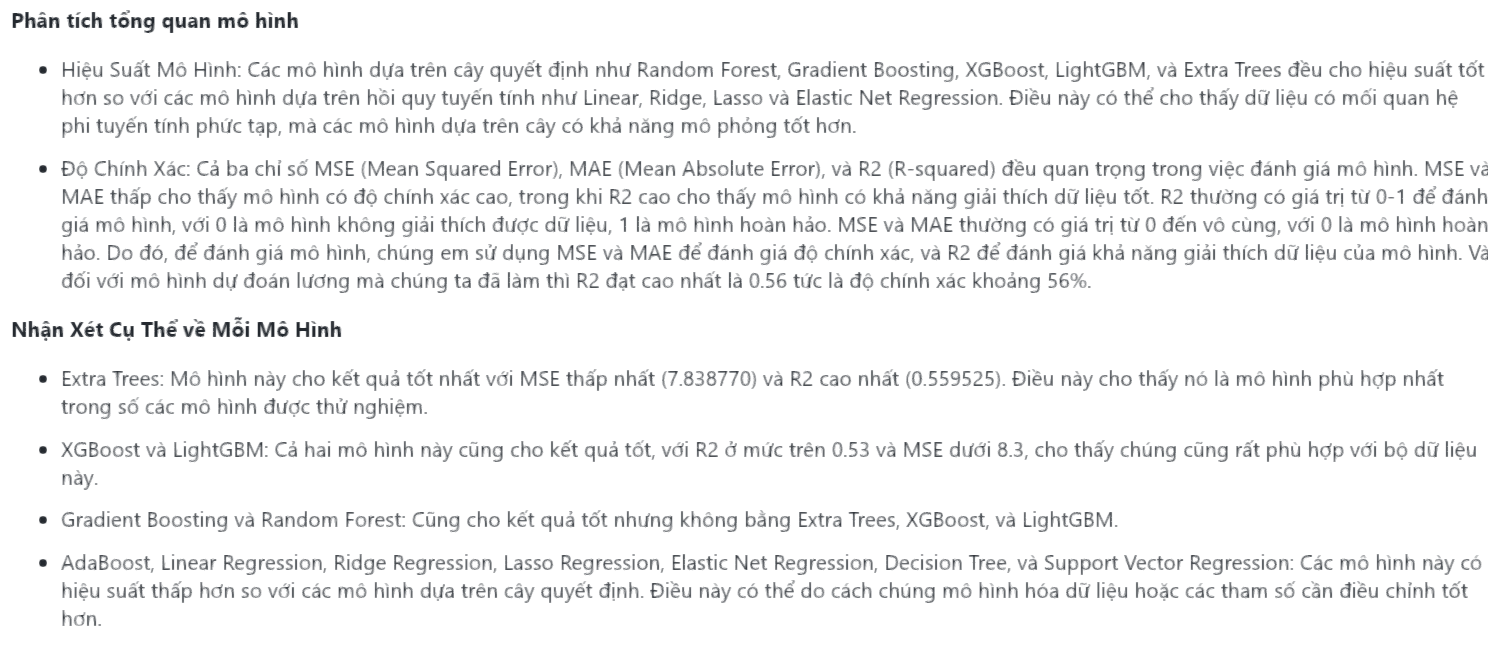 Phân tích tổng quan mô hình
Hiệu Suất Mô Hình: Các mô hình dựa trên cây quyết định như Random Forest, Gradient Boosting, XGBoost, LightGBM, và Extra Trees đều cho hiệu suất tốt
hơn so với các mô hình dựa trên hồi quy tuyến tính như Linear, Ridge, Lasso và Elastic Net Regression. Điều này có thể cho thấy dữ liệu có mối quan hệ
phi tuyến tính phức tạp, mà các mô hình dựa trên cây có khả năng mô phỏng tốt hơn.
Độ Chính Xác: Cả ba chỉ số MSE (Mean Squared Error), MAE (Mean Absolute Error), và R2 (R-squared) đều quan trọng trong việc đánh giá mô hình. MSE và
MAE thấp cho thấy mô hình có độ chính xác cao, trong khi R2 cao cho thấy mô hình có khả năng giải thích dữ liệu tốt. R2 thường có giá trị từ 0-1 để đánh
giá mô hình, với 0 là mô hình không giải thích được dữ liệu, 1 là mô hình hoàn hảo. MSE và MAE thường có giá trị từ 0 đến vô cùng, với 0 là mô hình hoàn
hảo. Do đó, để đánh giá mô hình, chúng em sử dụng MSE và MAE để đánh giá độ chính xác, và R2 để đánh giá khả năng giải thích dữ liệu của mô hình. Và
đối với mô hình dự đoán lương mà chúng ta đã làm thì R2 đạt cao nhất là 0.56 tức là độ chính xác khoảng 56%.
Nhận Xét Cụ Thể về Mỗi Mô Hình
Extra Trees: Mô hình này cho kết quả tốt nhất với MSE thấp nhất (7.838770) và R2 cao nhất (0.559525). Điều này cho thấy nó là mô hình phù hợp nhất
trong số các mô hình được thử nghiệm.
XGBoost và LightGBM: Cả hai mô hình này cũng cho kết quả tốt, với R2 ở mức trên 0.53 và MSE dưới 8.3, cho thấy chúng cũng rất phù hợp với bộ dữ liệu
này.
Gradient Boosting và Random Forest: Cũng cho kết quả tốt nhưng không bằng Extra Trees, XGBoost, và LightGBM.
AdaBoost, Linear Regression, Ridge Regression, Lasso Regression, Elastic Net Regression, Decision Tree, và Support Vector Regression: Các mô hình này có
hiệu suất thấp hơn so với các mô hình dựa trên cây quyết định. Điều này có thể do cách chúng mô hình hóa dữ liệu hoặc các tham số cần điều chỉnh tốt
hơn.